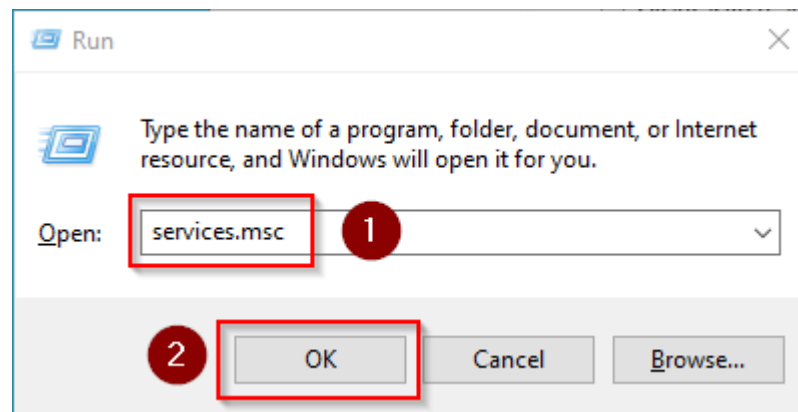 Run
Type the name of a program, folder, document, or Internet
resource, and Windows will open it for you.
Open: services.msc 1
2 OK Cancel Browse...